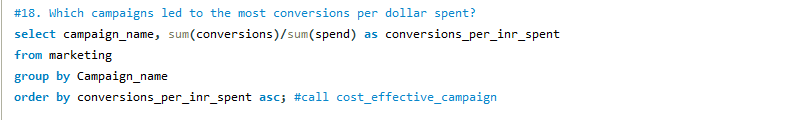 #18. Which campaigns led to the most conversions per dollar spent?
select campaign_name, sum(conversions)/sum(spend) as conversions_per_inr_spent
from marketing
group by Campaign_name
order by conversions_per_inr_spent asc; #call cost_effective_campaign